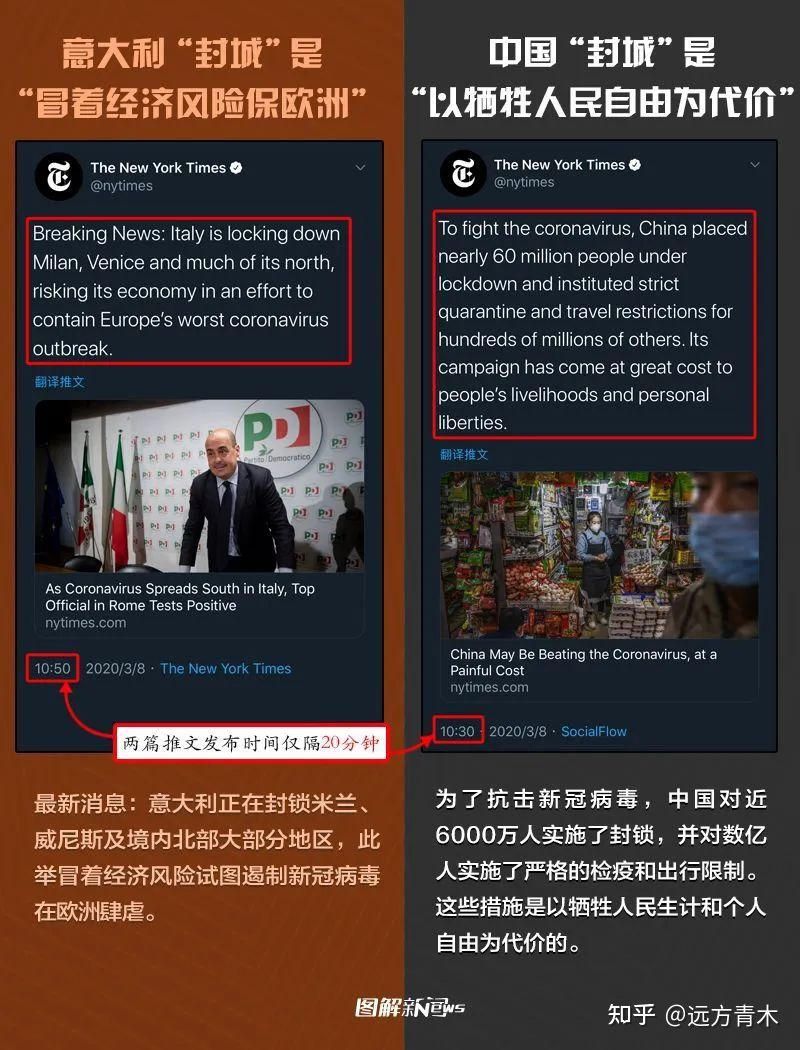 意大利“封城”是
“冒着经济风险保欧洲”
The New York Times
@nytimes
Breaking News: Italy is locking down
Milan, Venice and much of its north,
risking its economy in an effort to
contain Europe's worst coronavirus
outbreak.
翻译推文
PD
Partito Democratico
As Coronavirus Spreads South in Italy, Top
Official in Rome Tests Positive
nytimes.com
10:50 2020/3/8 · The New York Times
中国“封城”是
“以牺牲人民自由为代价”
The New York Times
@nytimes
To fight the coronavirus, China placed
nearly 60 million people under
lockdown and instituted strict
quarantine and travel restrictions for
hundreds of millions of others. Its
campaign has come at great cost to
people's livelihoods and personal
liberties.
翻译推文
China May Be Beating the Coronavirus, at a
Painful Cost
nytimes.com
10:30 · 2020/3/8 · SocialFlow
两篇推文发布时间仅隔20分钟
最新消息：意大利正在封锁米兰、
威尼斯及境内北部大部分地区，此
举冒着经济风险试图遏制新冠病毒
在欧洲肆虐。
为了抗击新冠病毒，中国对近
6000万人实施了封锁，并对数亿
人实施了严格的检疫和出行限制。
这些措施是以牺牲人民生计和个人
自由为代价的。
图解新闻News
知乎 @远方青木